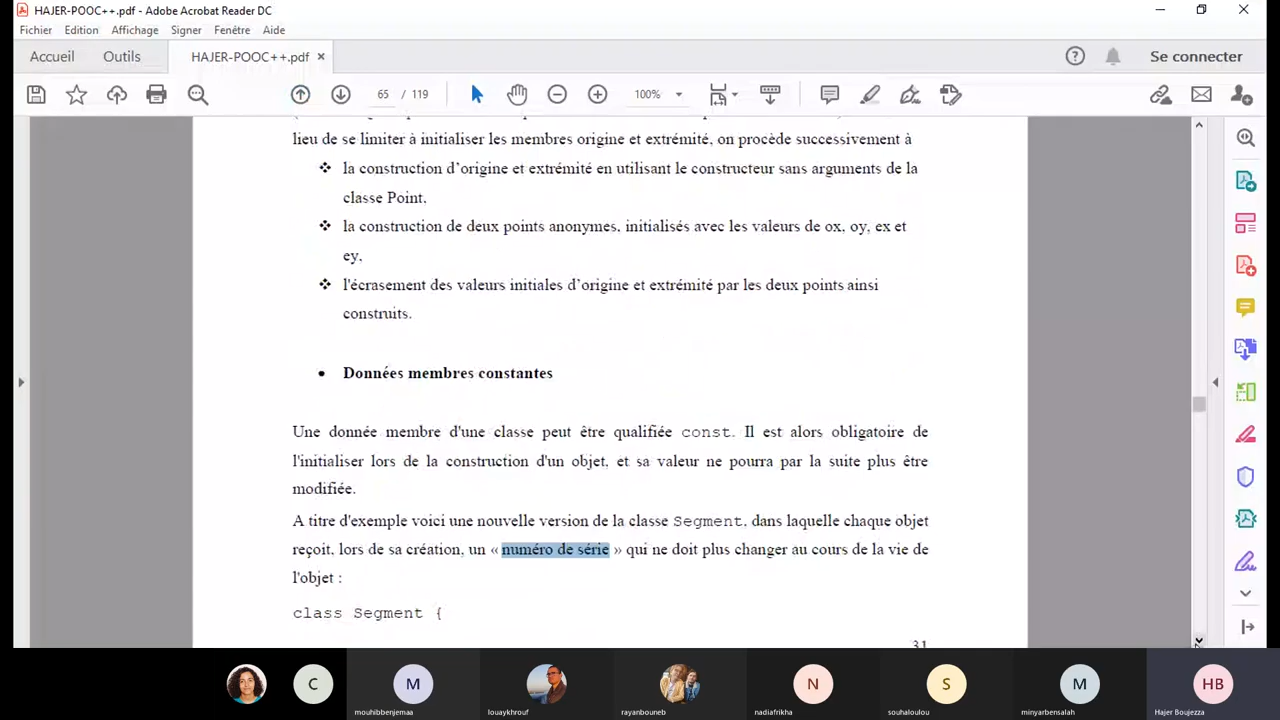 HAJER-POOC++.pdf - Adobe Acrobat Reader DC
Fichier Edition Affichage Signer Fenêtre Aide
Accueil Outils HAJER-POOC++.pdf × Se connecter
65 / 119 100%
lieu de se limiter à initialiser les membres origine et extrémité, on procède successivement à
❖ la construction d’origine et extrémité en utilisant le constructeur sans arguments de la
classe Point,
❖ la construction de deux points anonymes, initialisés avec les valeurs de ox, oy, ex et
ey,
❖ l'écrasement des valeurs initiales d’origine et extrémité par les deux points ainsi
construits.
• Données membres constantes
Une donnée membre d'une classe peut être qualifiée const. Il est alors obligatoire de
l'initialiser lors de la construction d'un objet, et sa valeur ne pourra par la suite plus être
modifiée.
A titre d'exemple voici une nouvelle version de la classe Segment, dans laquelle chaque objet
reçoit, lors de sa création, un « numéro de série » qui ne doit plus changer au cours de la vie de
l'objet :
class Segment {
31
C M N S M HB
mouhibbenjemaa louaykhrouf rayanbouneb nadiafrikha souhaloulou minyarbensalah Hajer Boujezza